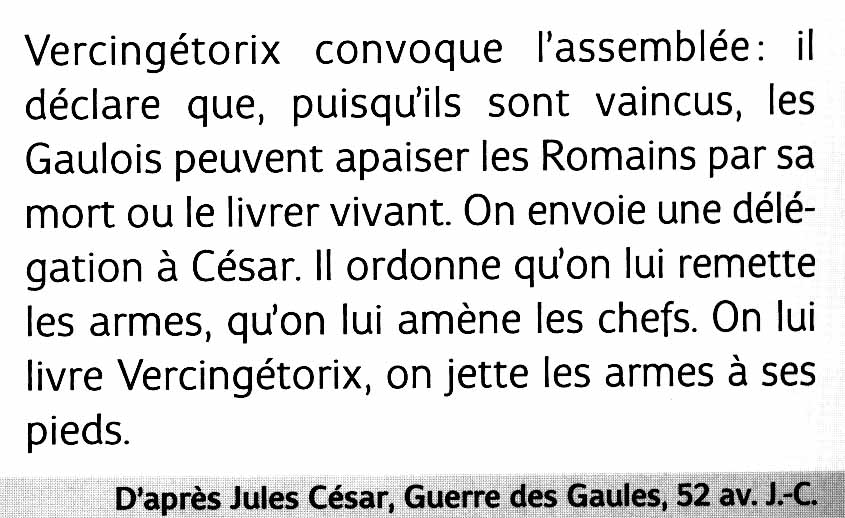 Vercingétorix convoque l'assemblée: il
déclare que, puisqu'ils sont vaincus, les
Gaulois peuvent apaiser les Romains par sa
mort ou le livrer vivant. On envoie une délé-
gation à César. Il ordonne qu'on lui remette
les armes, qu'on lui amène les chefs. On lui
livre Vercingétorix, on jette les armes à ses
pieds.
D'après Jules César, Guerre des Gaules, 52 av. J.-C.